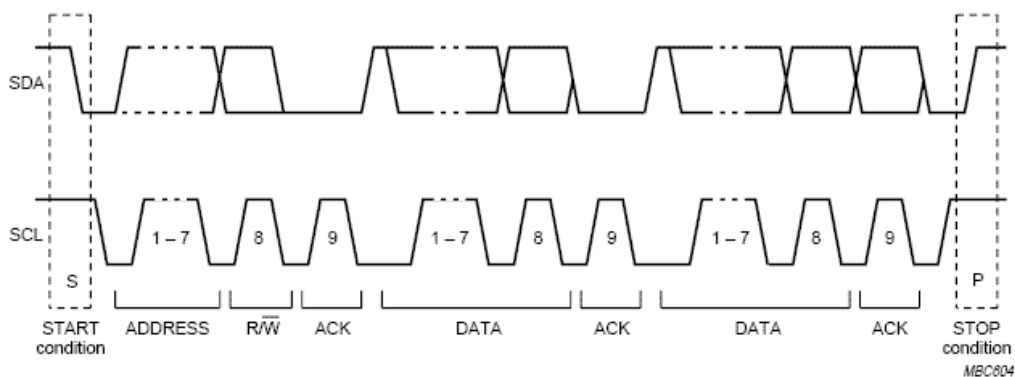 SDA
SCL
1 – 7
8
9
1 – 7
8
9
1 – 7
8
9
S
P
START
condition
ADDRESS
R/W̅
ACK
DATA
ACK
DATA
ACK
STOP
condition
MBC604